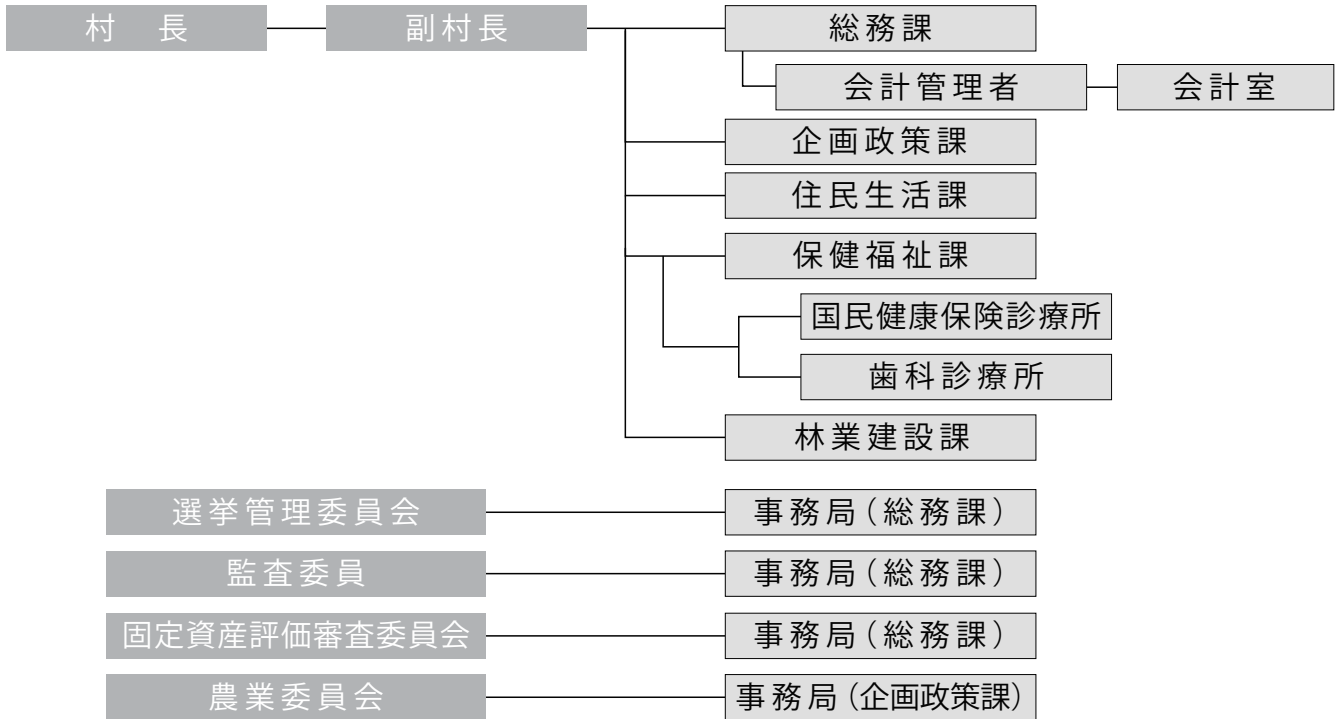 村 長
副村長
総務課
会計管理者
会計室
企画政策課
住民生活課
保健福祉課
国民健康保険診療所
歯科診療所
林業建設課
選挙管理委員会
事務局（総務課）
監査委員
事務局（総務課）
固定資産評価審査委員会
事務局（総務課）
農業委員会
事務局（企画政策課）